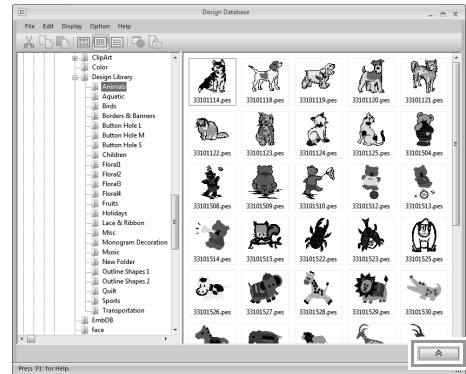 Design Database
File Edit Display Option Help
ClipArt
Color
Design Library
Animals
Aquatic
Birds
Borders & Banners
Button Hole L
Button Hole M
Button Hole S
Children
Floral1
Floral2
Floral3
Floral4
Fruits
Holidays
Lace & Ribbon
Misc
Monogram Decoration
Music
New Folder
Outline Shapes 1
Outline Shapes 2
Quilt
Sports
Transportation
EmbDB
face
33101114.pes 33101118.pes 33101119.pes 33101120.pes 33101121.pes
33101122.pes 33101123.pes 33101124.pes 33101125.pes 33101504.pes
33101508.pes 33101509.pes 33101510.pes 33101512.pes 33101513.pes
33101514.pes 33101515.pes 33101522.pes 33101523.pes 33101525.pes
33101526.pes 33101527.pes 33101528.pes 33101529.pes 33101530.pes
Press 'F1' for Help.